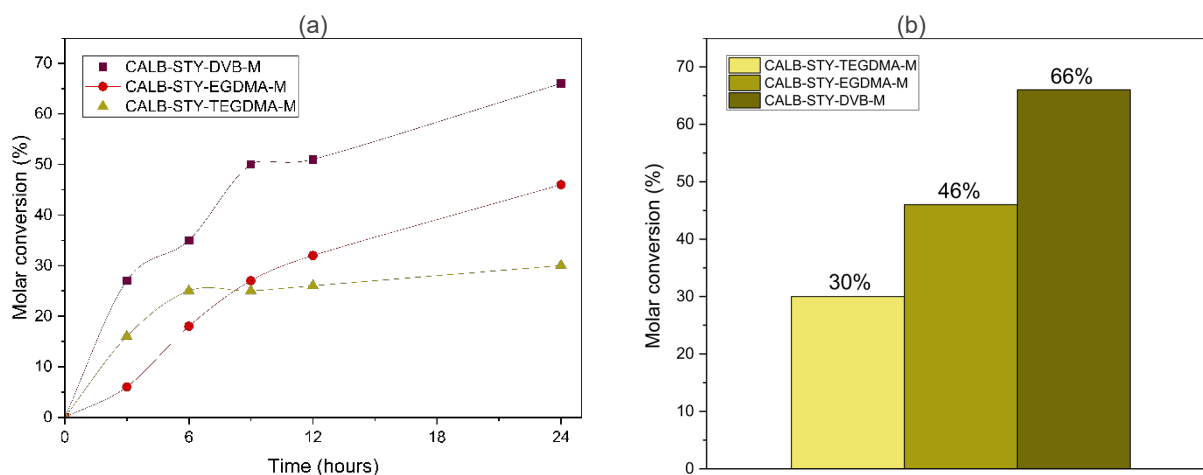 (a)
CALB-STY-DVB-M
CALB-STY-EGDMA-M
CALB-STY-TEGDMA-M
Molar conversion (%)
70
60
50
40
30
20
10
0
0 6 12 18 24
Time (hours)
(b)
CALB-STY-TEGDMA-M
CALB-STY-EGDMA-M
CALB-STY-DVB-M
Molar conversion (%)
70
60
50
40
30
20
10
0
30%
46%
66%